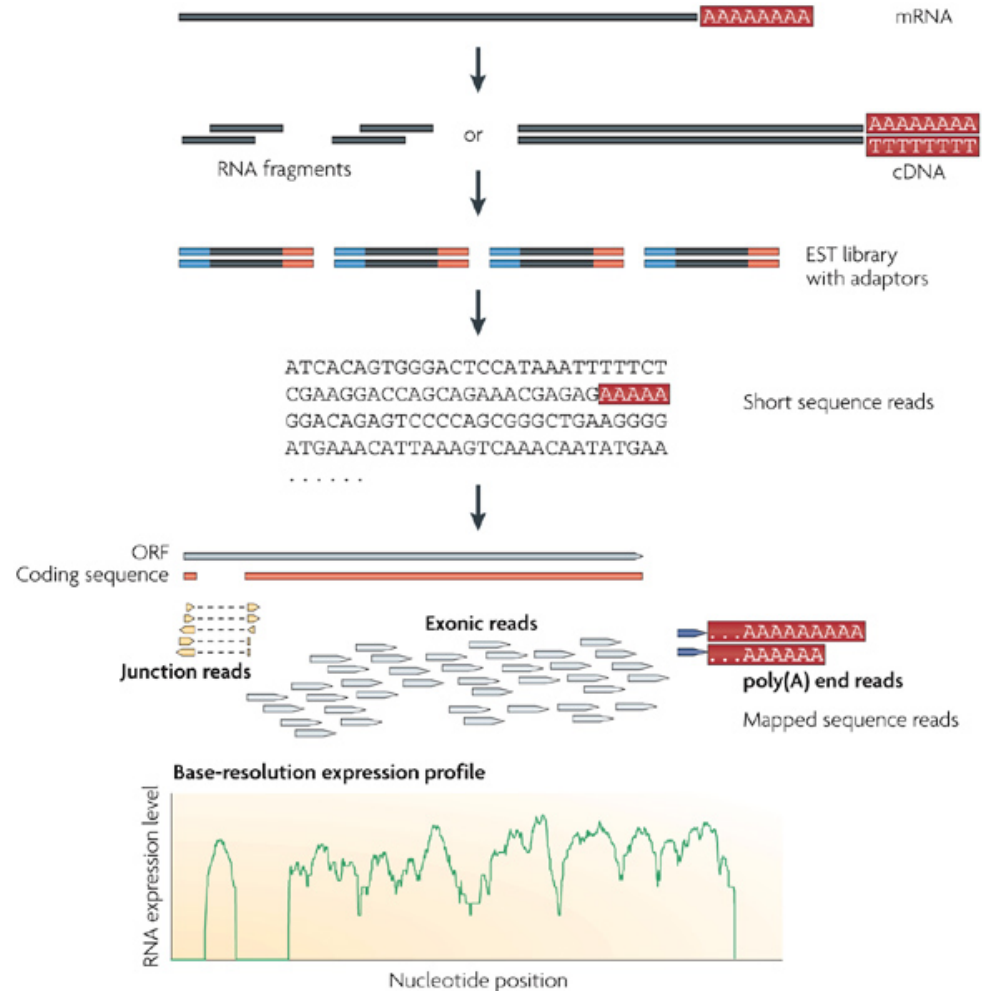 AAAAAAAA mRNA
AAAAAAAA
or
TTTTTTTT
RNA fragments
cDNA
EST library
with adaptors
ATCACAGTGGGACTCCATAAATTTTTCT
CGAAGGACCAGCAGAAACGAGAGAAAAA
Short sequence reads
GGACAGAGTCCCCAGCGGGCTGAAGGGG
ATGAAACATTAAAGTCAAACAATATGAA
. . . . . .
ORF
Coding sequence
Exonic reads
...AAAAAAAAA
...AAAAAA
Junction reads
poly(A) end reads
Mapped sequence reads
Base-resolution expression profile
RNA expression level
Nucleotide position